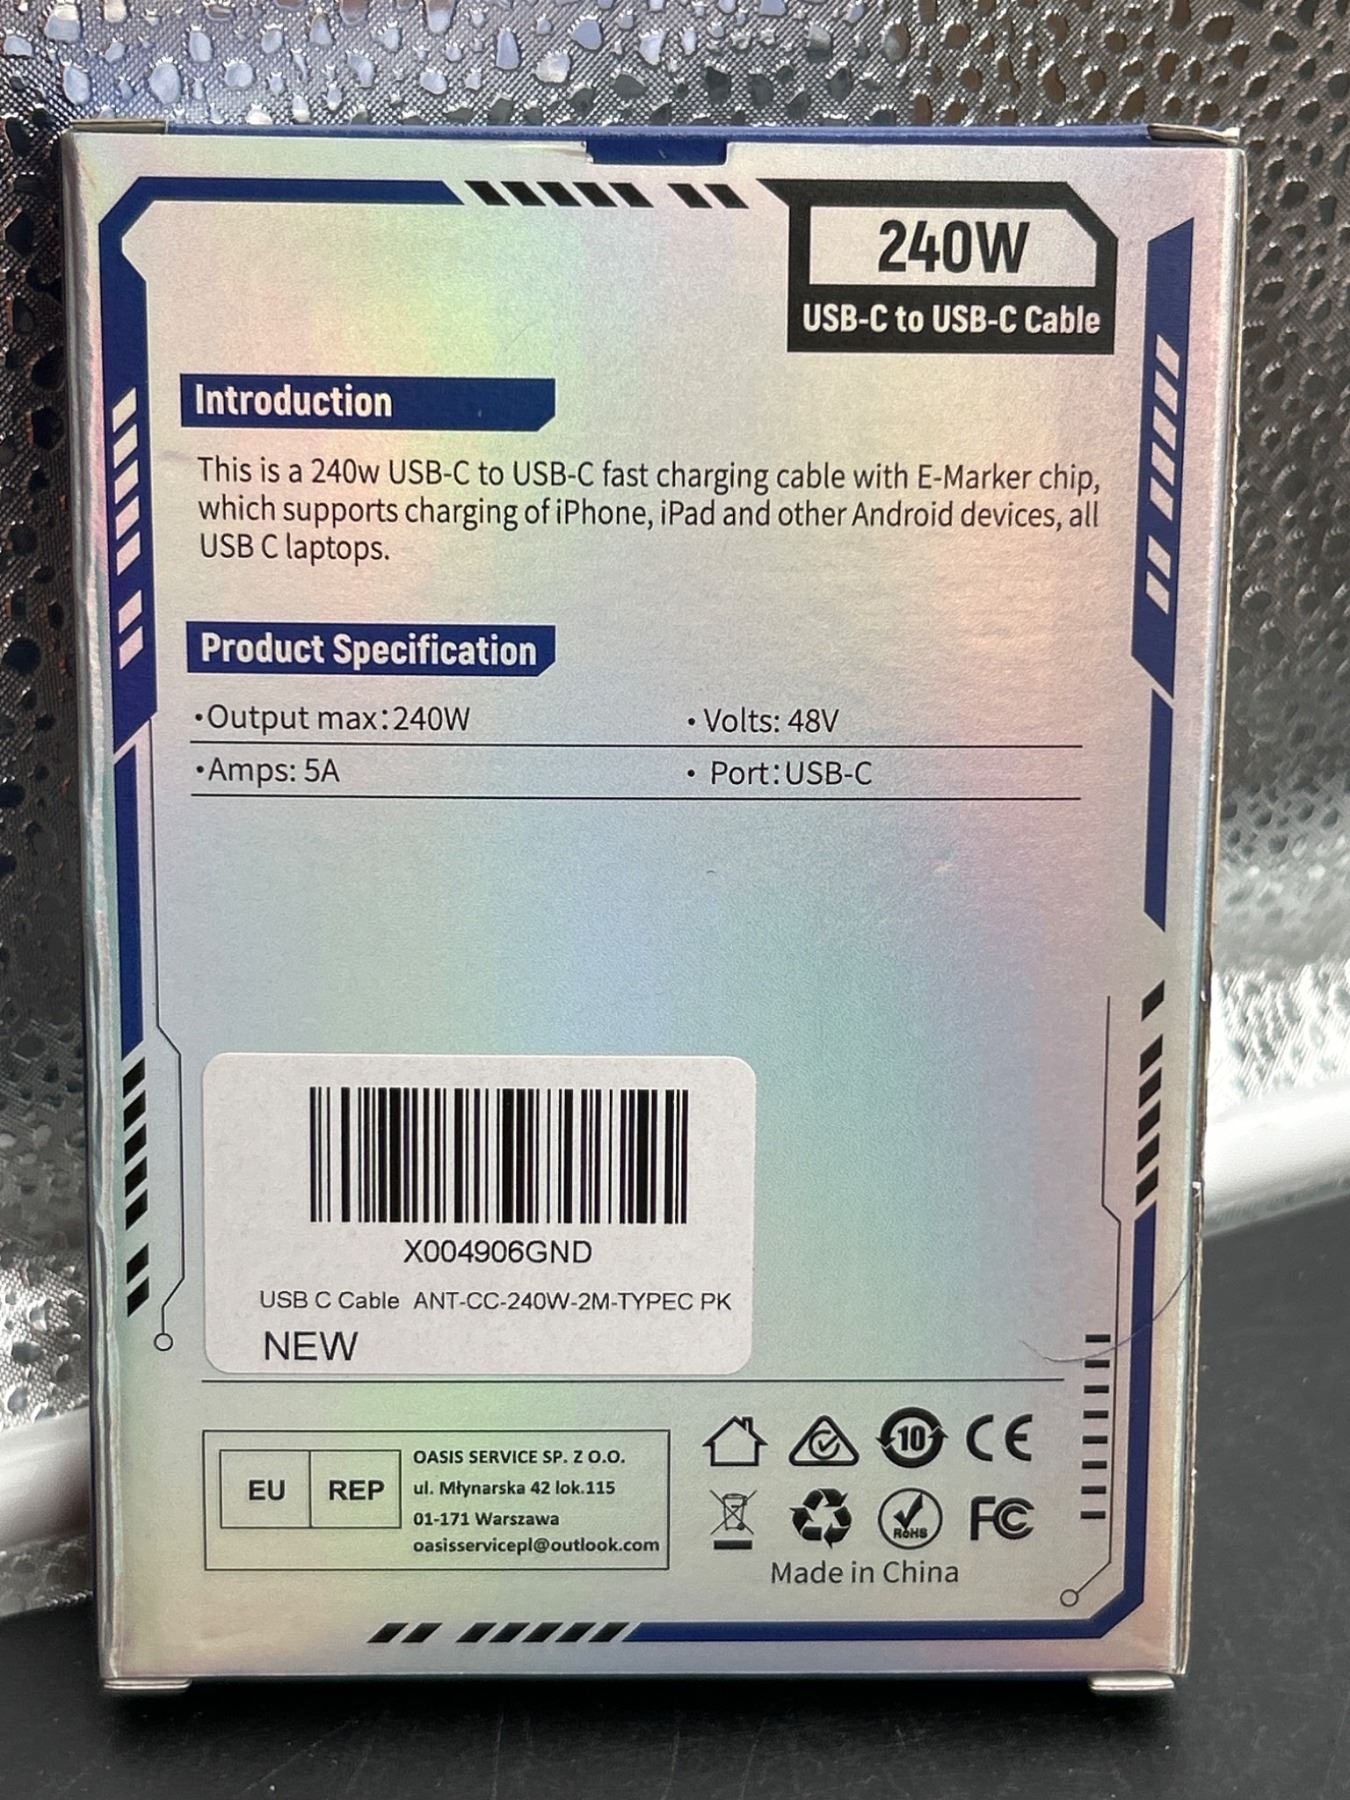 240W
USB-C to USB-C Cable
Introduction
This is a 240w USB-C to USB-C fast charging cable with E-Marker chip,
which supports charging of iPhone, iPad and other Android devices, all
USB C laptops.
Product Specification
•Output max:240W
• Volts: 48V
•Amps: 5A
• Port:USB-C
X004906GND
USB C Cable ANT-CC-240W-2M-TYPEC PK
NEW
EU REP
OASIS SERVICE SP. Z O.O.
ul. Młynarska 42 lok.115
01-171 Warszawa
oasisservicepl@outlook.com
10
CE
RoHS
FC
Made in China